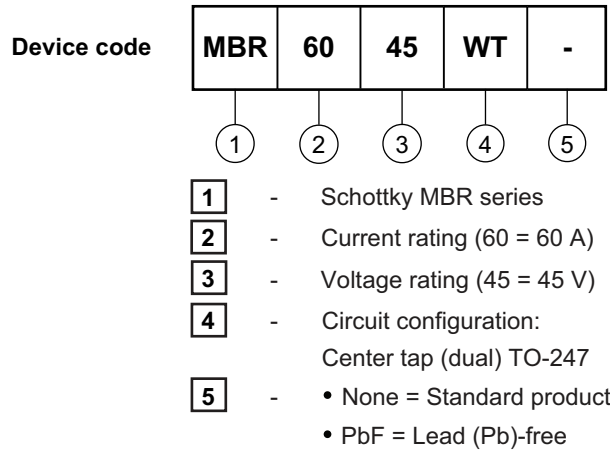 Device code MBR 60 45 WT -
1 2 3 4 5
1 - Schottky MBR series
2 - Current rating (60 = 60 A)
3 - Voltage rating (45 = 45 V)
4 - Circuit configuration:
Center tap (dual) TO-247
5 - • None = Standard product
• PbF = Lead (Pb)-free